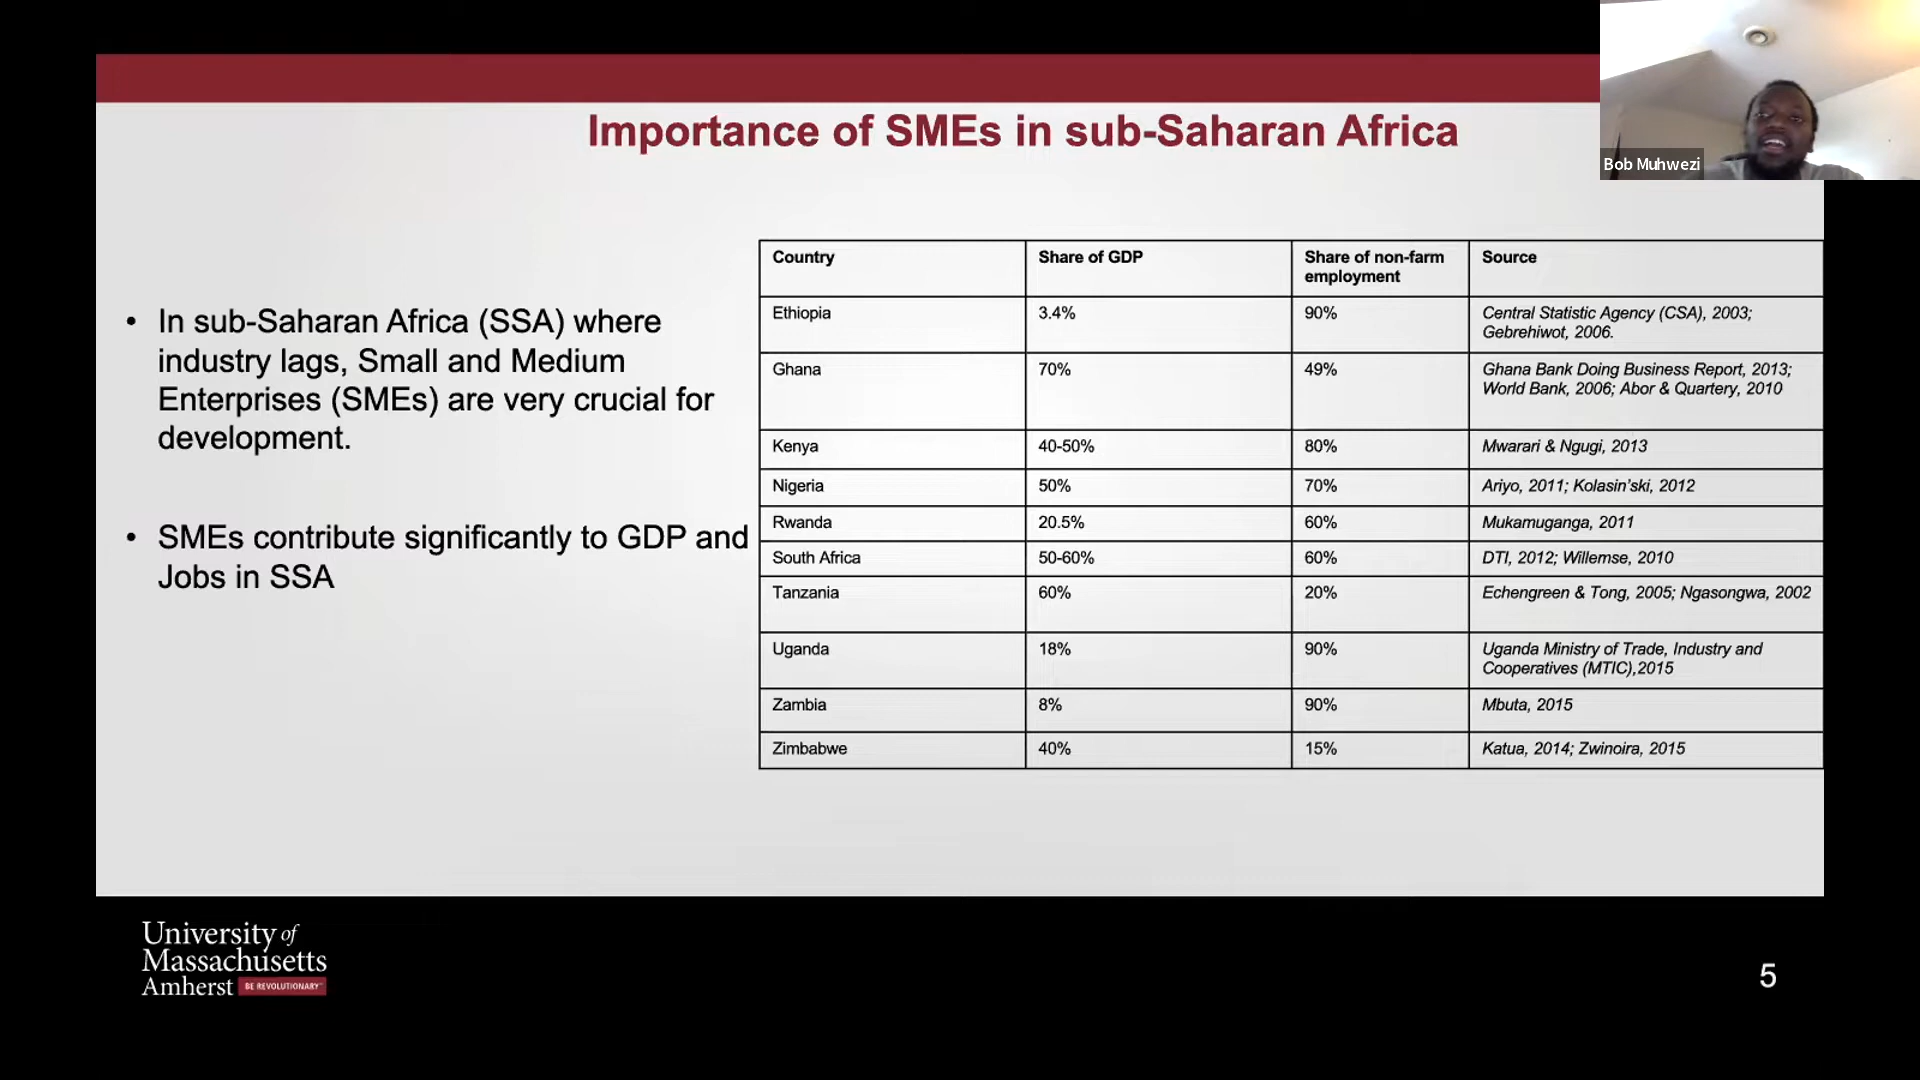 Bob Muhwezi
Importance of SMEs in sub-Saharan Africa
• In sub-Saharan Africa (SSA) where
industry lags, Small and Medium
Enterprises (SMEs) are very crucial for
development.
• SMEs contribute significantly to GDP and
Jobs in SSA
Country Share of GDP Share of non-farm Source
employment
Ethiopia 3.4% 90% Central Statistic Agency (CSA), 2003;
Gebrehiwot, 2006.
Ghana 70% 49% Ghana Bank Doing Business Report, 2013;
World Bank, 2006; Abor & Quartery, 2010
Kenya 40-50% 80% Mwarari & Ngugi, 2013
Nigeria 50% 70% Ariyo, 2011; Kolasin'ski, 2012
Rwanda 20.5% 60% Mukamuganga, 2011
South Africa 50-60% 60% DTI, 2012; Willemse, 2010
Tanzania 60% 20% Echengreen & Tong, 2005; Ngasongwa, 2002
Uganda 18% 90% Uganda Ministry of Trade, Industry and
Cooperatives (MTIC),2015
Zambia 8% 90% Mbuta, 2015
Zimbabwe 40% 15% Katua, 2014; Zwinoira, 2015
University of
Massachusetts
Amherst BE REVOLUTIONARY™
5